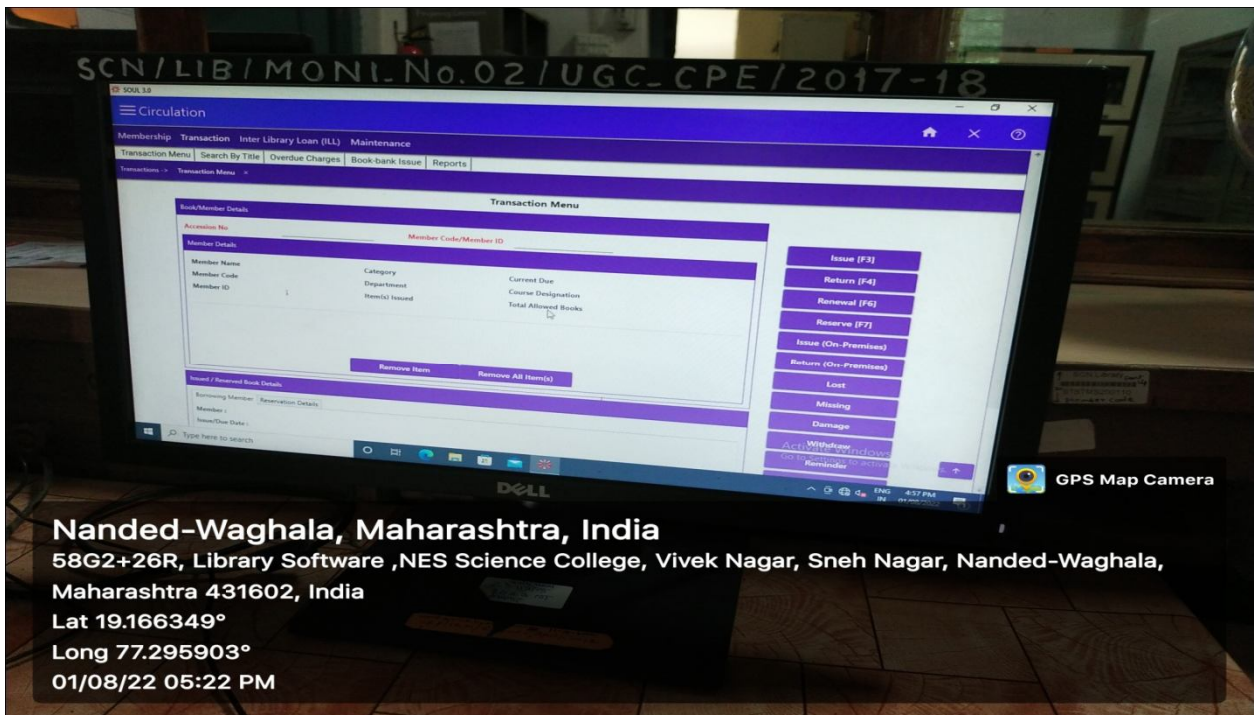 SCN/LIB/MONI-No.02/UGC-CPE/2017-18
SOUL 3.0
Circulation
Membership Transaction Inter Library Loan (ILL) Maintenance
Transaction Menu Search By Title Overdue Charges Book-bank Issue Reports
Transactions -> Transaction Menu ×
Transaction Menu
Book/Member Details
Accession No Member Code/Member ID
Member Details
Member Name Category Current Due
Member Code Department Course Designation
Member ID Item(s) Issued Total Allowed Books
Remove Item Remove All Item(s)
Issued / Reserved Book Details
Borrowing Member Reservation Details
Member :
Issue/Due Date :
Issue [F3]
Return [F4]
Renewal [F6]
Reserve [F7]
Issue (On-Premises)
Return (On-Premises)
Lost
Missing
Damage
Withdraw
Reminder
Activate Windows
Go to Settings to activate
Type here to search
ENG 4:57 PM
IN
DELL
GPS Map Camera
Nanded-Waghala, Maharashtra, India
58G2+26R, Library Software ,NES Science College, Vivek Nagar, Sneh Nagar, Nanded-Waghala,
Maharashtra 431602, India
Lat 19.166349°
Long 77.295903°
01/08/22 05:22 PM